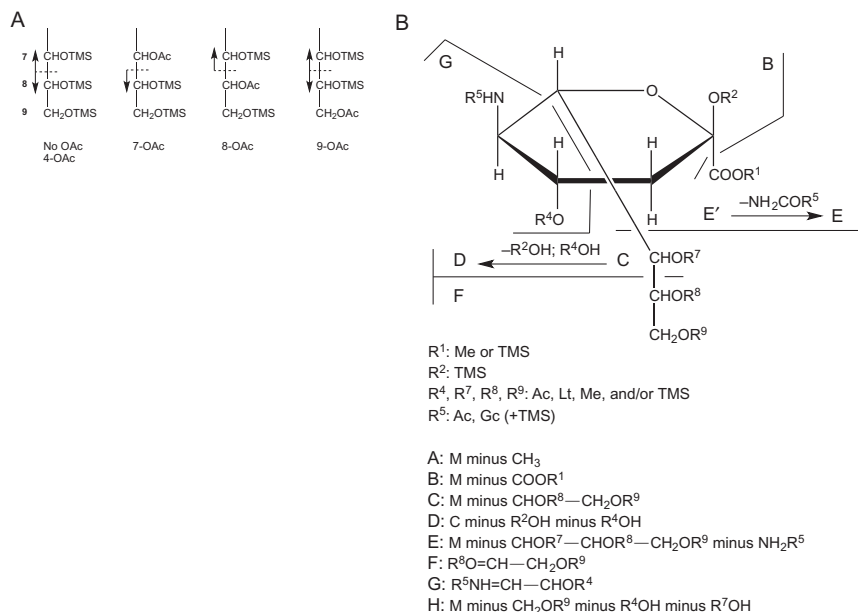 A
7 CHOTMS CHOAc CHOTMS CHOTMS
8 CHOTMS CHOTMS CHOAc CHOTMS
9 CH₂OTMS CH₂OTMS CH₂OTMS CH₂OAc
No OAc 7-OAc 8-OAc 9-OAc
4-OAc
B
G H B
R⁵HN O OR²
H H
H COOR¹
R⁴O H E′ –NH₂COR⁵ E
–R²OH; R⁴OH
D C CHOR⁷
F CHOR⁸
CH₂OR⁹
R¹: Me or TMS
R²: TMS
R⁴, R⁷, R⁸, R⁹: Ac, Lt, Me, and/or TMS
R⁵: Ac, Gc (+TMS)
A: M minus CH₃
B: M minus COOR¹
C: M minus CHOR⁸—CH₂OR⁹
D: C minus R²OH minus R⁴OH
E: M minus CHOR⁷—CHOR⁸—CH₂OR⁹ minus NH₂R⁵
F: R⁸O=CH—CH₂OR⁹
G: R⁵NH=CH—CHOR⁴
H: M minus CH₂OR⁹ minus R⁴OH minus R⁷OH